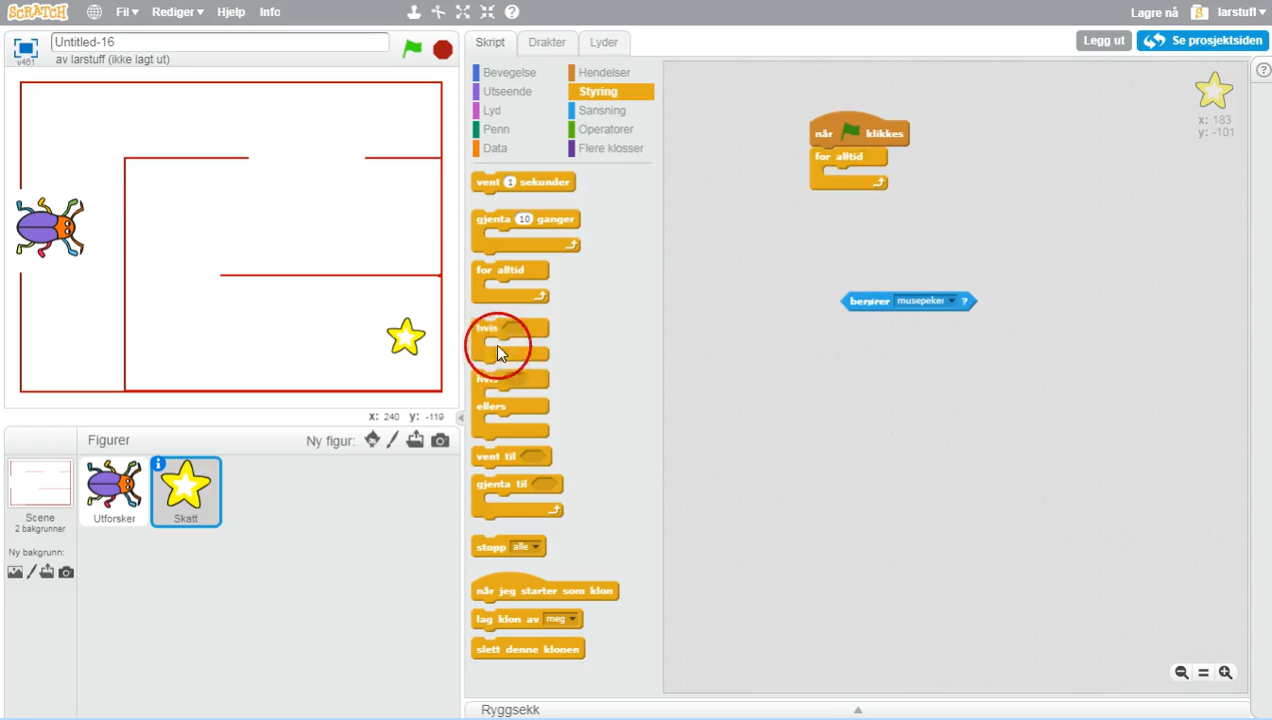 SCRATCH Fil▼ Rediger▼ Hjelp Info Lagre nå larstufl▼
v461 Untitled-16
av larstuff (ikke lagt ut)
Skript Drakter Lyder Legg ut Se prosjektsiden
Bevegelse Hendelser
Utseende Styring
Lyd Sansning
Penn Operatorer
Data Flere klosser
vent 1 sekunder
gjenta 10 ganger
for alltid
hvis
hvis
ellers
vent til
gjenta til
stopp alle
når jeg starter som klon
lag klon av meg
slett denne klonen
når klikkes
for alltid
berører musepeker ?
x: 183
y: -101
x: 240 y: -119
Figurer Ny figur:
Scene
2 bakgrunner
Ny bakgrunn:
Utforsker
Skatt
Ryggsekk